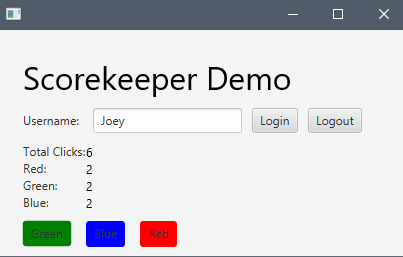 Scorekeeper Demo
Username: Joey Login Logout
Total Clicks:6
Red: 2
Green: 2
Blue: 2
Green Blue Red